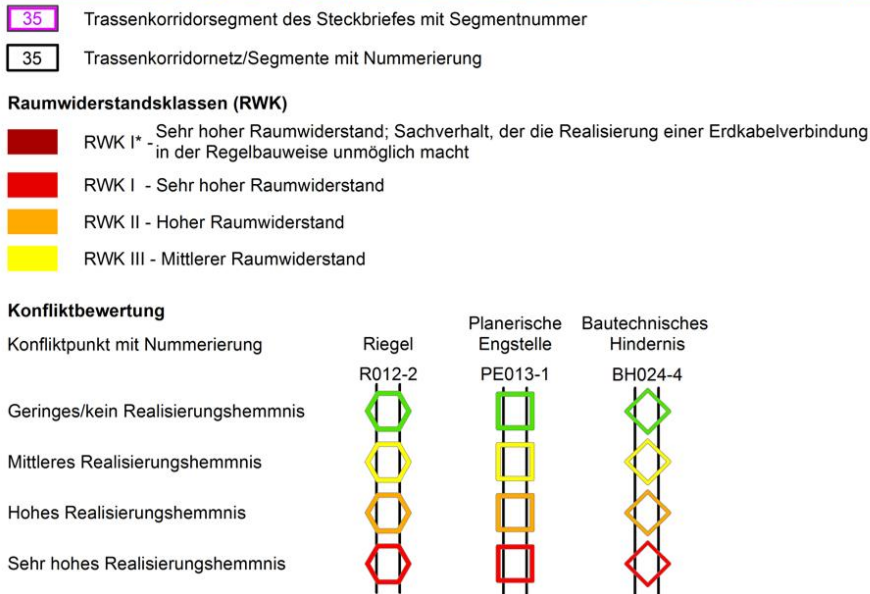 35 Trassenkorridorsegment des Steckbriefes mit Segmentnummer
35 Trassenkorridornetz/Segmente mit Nummerierung
Raumwiderstandsklassen (RWK)
RWK I* - Sehr hoher Raumwiderstand; Sachverhalt, der die Realisierung einer Erdkabelverbindung
in der Regelbauweise unmöglich macht
RWK I - Sehr hoher Raumwiderstand
RWK II - Hoher Raumwiderstand
RWK III - Mittlerer Raumwiderstand
Konfliktbewertung
Konfliktpunkt mit Nummerierung
Riegel
Planerische
Engstelle
Bautechnisches
Hindernis
R012-2 PE013-1 BH024-4
Geringes/kein Realisierungshemmnis
Mittleres Realisierungshemmnis
Hohes Realisierungshemmnis
Sehr hohes Realisierungshemmnis